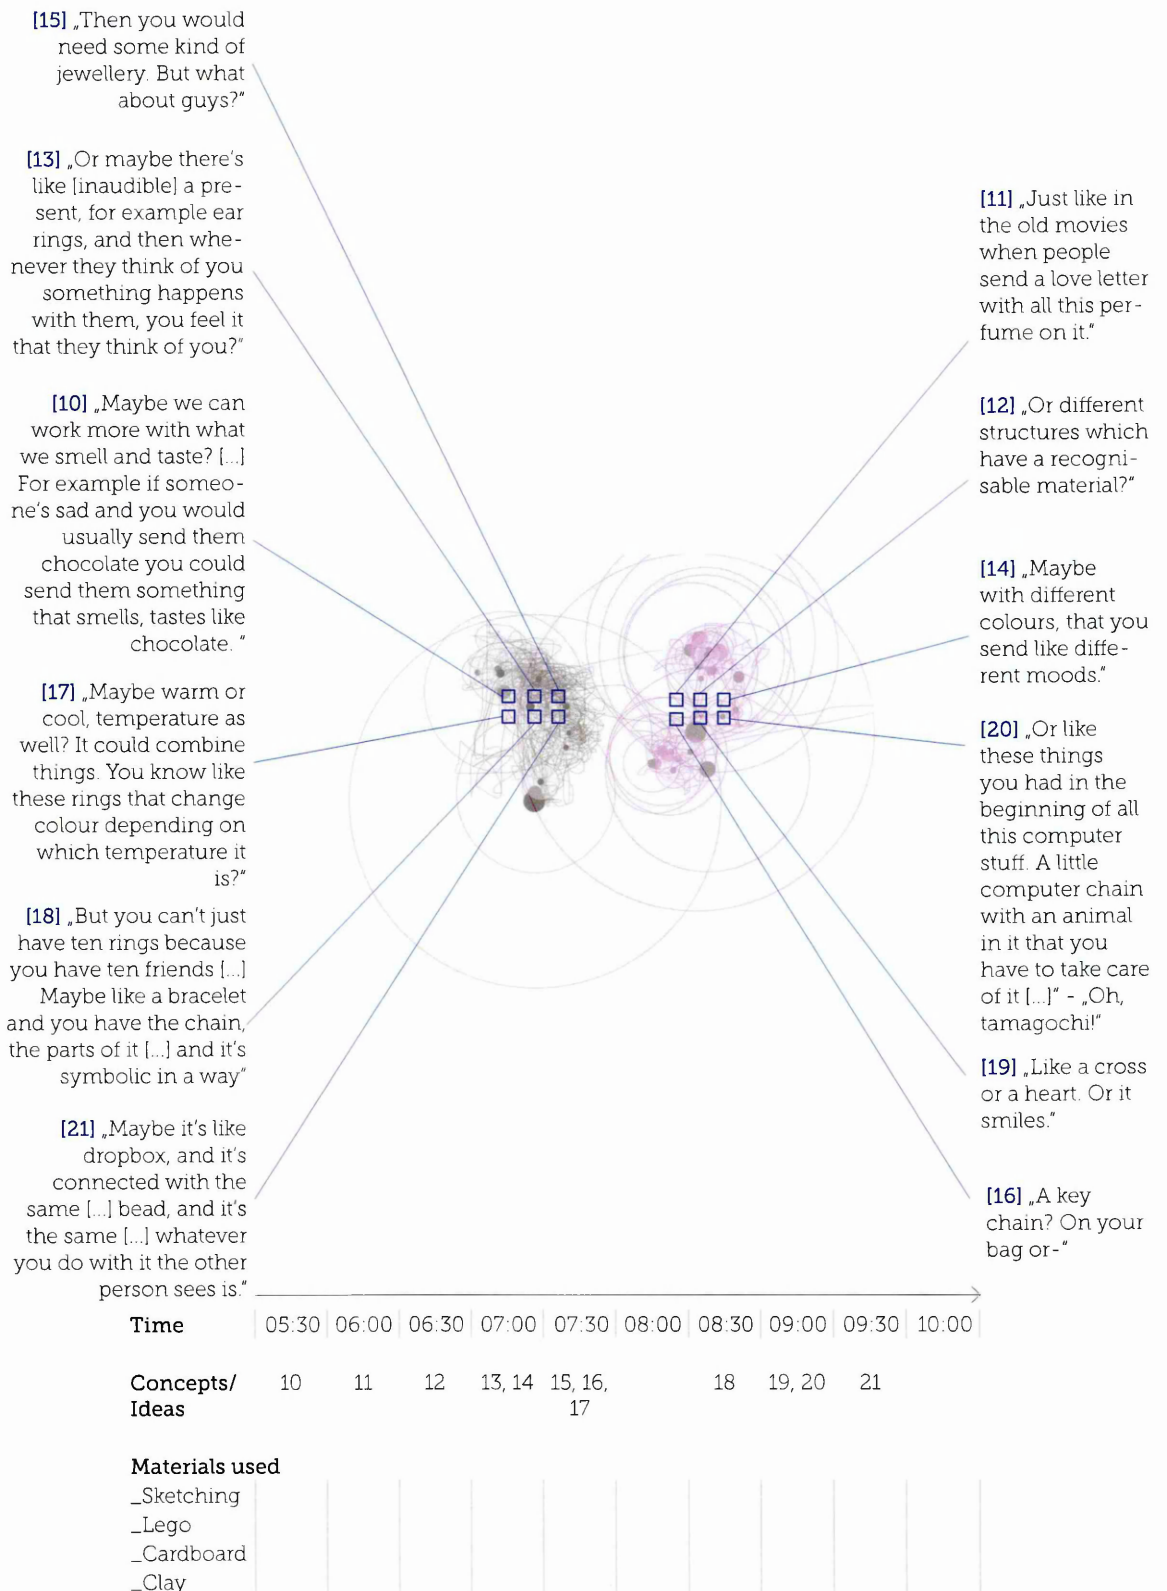 [15] „Then you would
need some kind of
jewellery. But what
about guys?“
[13] „Or maybe there's
like [inaudible] a pre-
sent, for example ear
rings, and then whe-
never they think of you
something happens
with them, you feel it
that they think of you?“
[10] „Maybe we can
work more with what
we smell and taste? [...]
For example if someo-
ne's sad and you would
usually send them
chocolate you could
send them something
that smells, tastes like
chocolate. “
[17] „Maybe warm or
cool, temperature as
well? It could combine
things. You know like
these rings that change
colour depending on
which temperature it
is?“
[18] „But you can't just
have ten rings because
you have ten friends [...]
Maybe like a bracelet
and you have the chain,
the parts of it [...] and it's
symbolic in a way“
[21] „Maybe it's like
dropbox, and it's
connected with the
same [...] bead, and it's
the same [...] whatever
you do with it the other
person sees is.“
[11] „Just like in
the old movies
when people
send a love letter
with all this per-
fume on it.“
[12] „Or different
structures which
have a recogni-
sable material?“
[14] „Maybe
with different
colours, that you
send like diffe-
rent moods.“
[20] „Or like
these things
you had in the
beginning of all
this computer
stuff. A little
computer chain
with an animal
in it that you
have to take care
of it [...]“ - „Oh,
tamagochi!“
[19] „Like a cross
or a heart. Or it
smiles.“
[16] „A key
chain? On your
bag or-“
Time 05:30 06:00 06:30 07:00 07:30 08:00 08:30 09:00 09:30 10:00
Concepts/ 10 11 12 13, 14 15, 16, 18 19, 20 21
Ideas 17
Materials used
_Sketching
_Lego
_Cardboard
_Clay